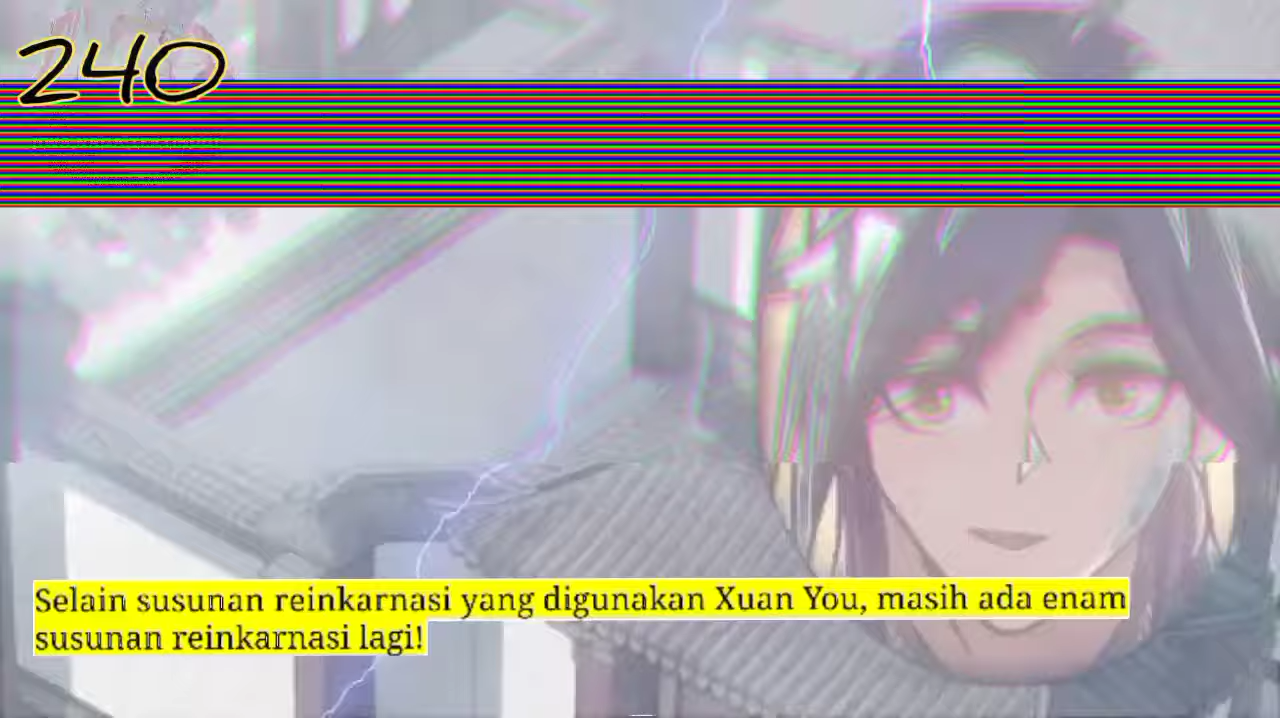 240
Selain susunan reinkarnasi yang digunakan Xuan You, masih ada enam
susunan reinkarnasi lagi!